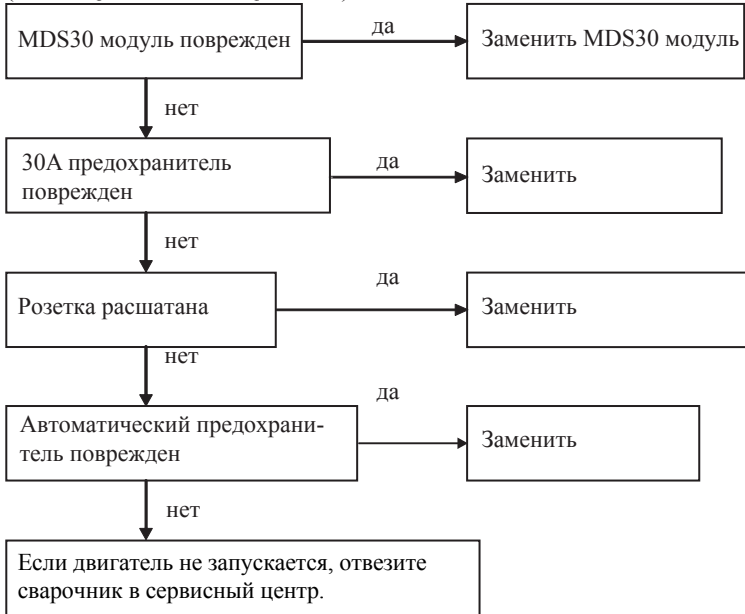 MDS30 модуль поврежден
да
Заменить MDS30 модуль
нет
30А предохранитель
поврежден
да
Заменить
нет
Розетка расшатана
да
Заменить
нет
Автоматический предохрани-
тель поврежден
да
Заменить
нет
Если двигатель не запускается, отвезите
сварочник в сервисный центр.